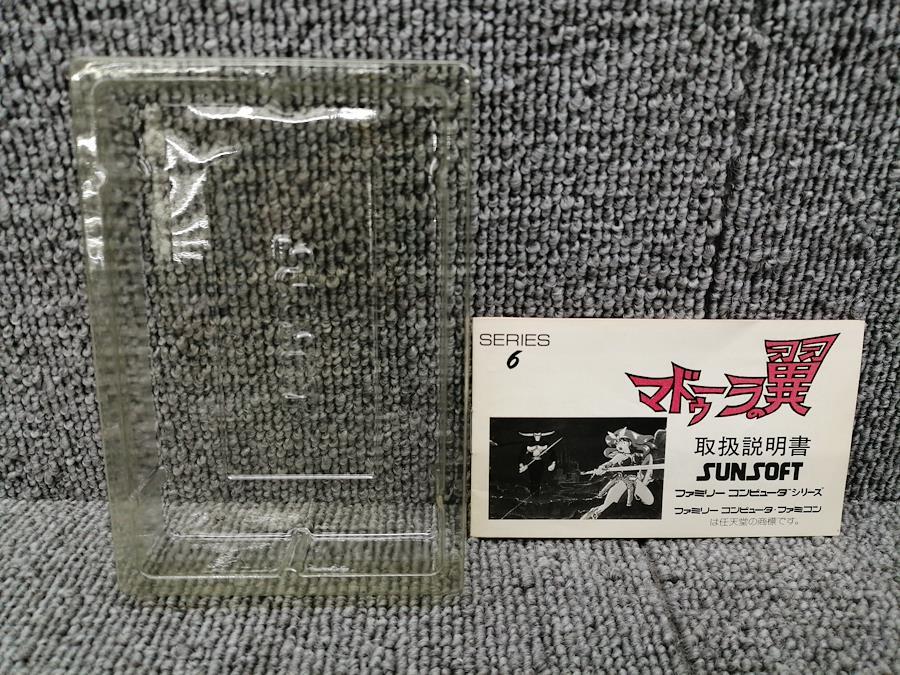 SERIES
6
マドゥーラの翼
取扱説明書
SUNSOFT
ファミリー コンピュータ™シリーズ
ファミリー コンピュータ・ファミコン
は任天堂の商標です。